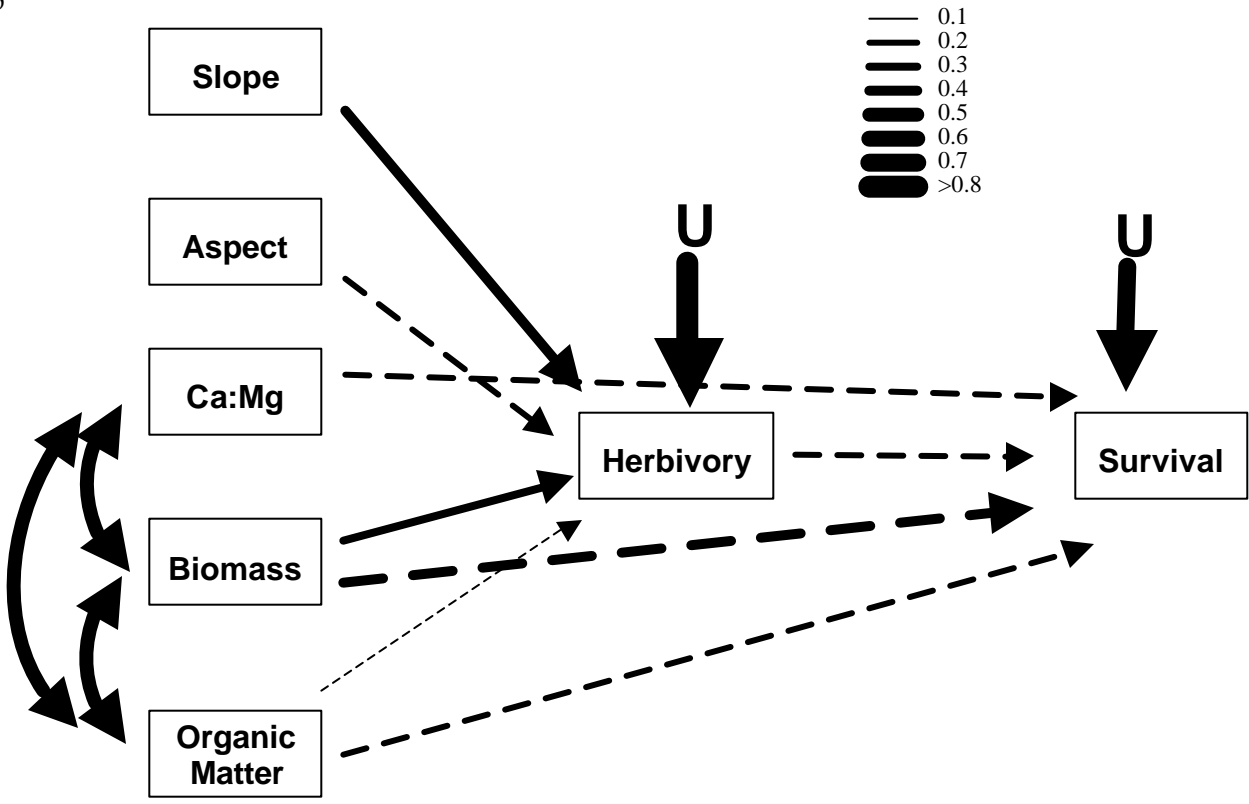 Slope
Aspect
Ca:Mg
Biomass
Organic
Matter
0.1
0.2
0.3
0.4
0.5
0.6
0.7
>0.8
U
Herbivory
U
Survival